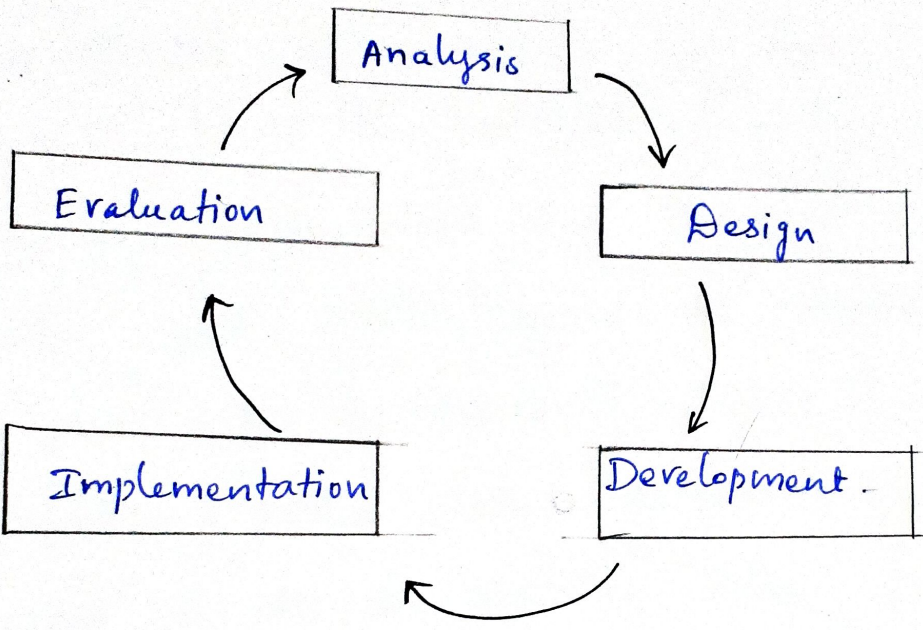 Analysis
Design
Development.
Implementation
Evaluation